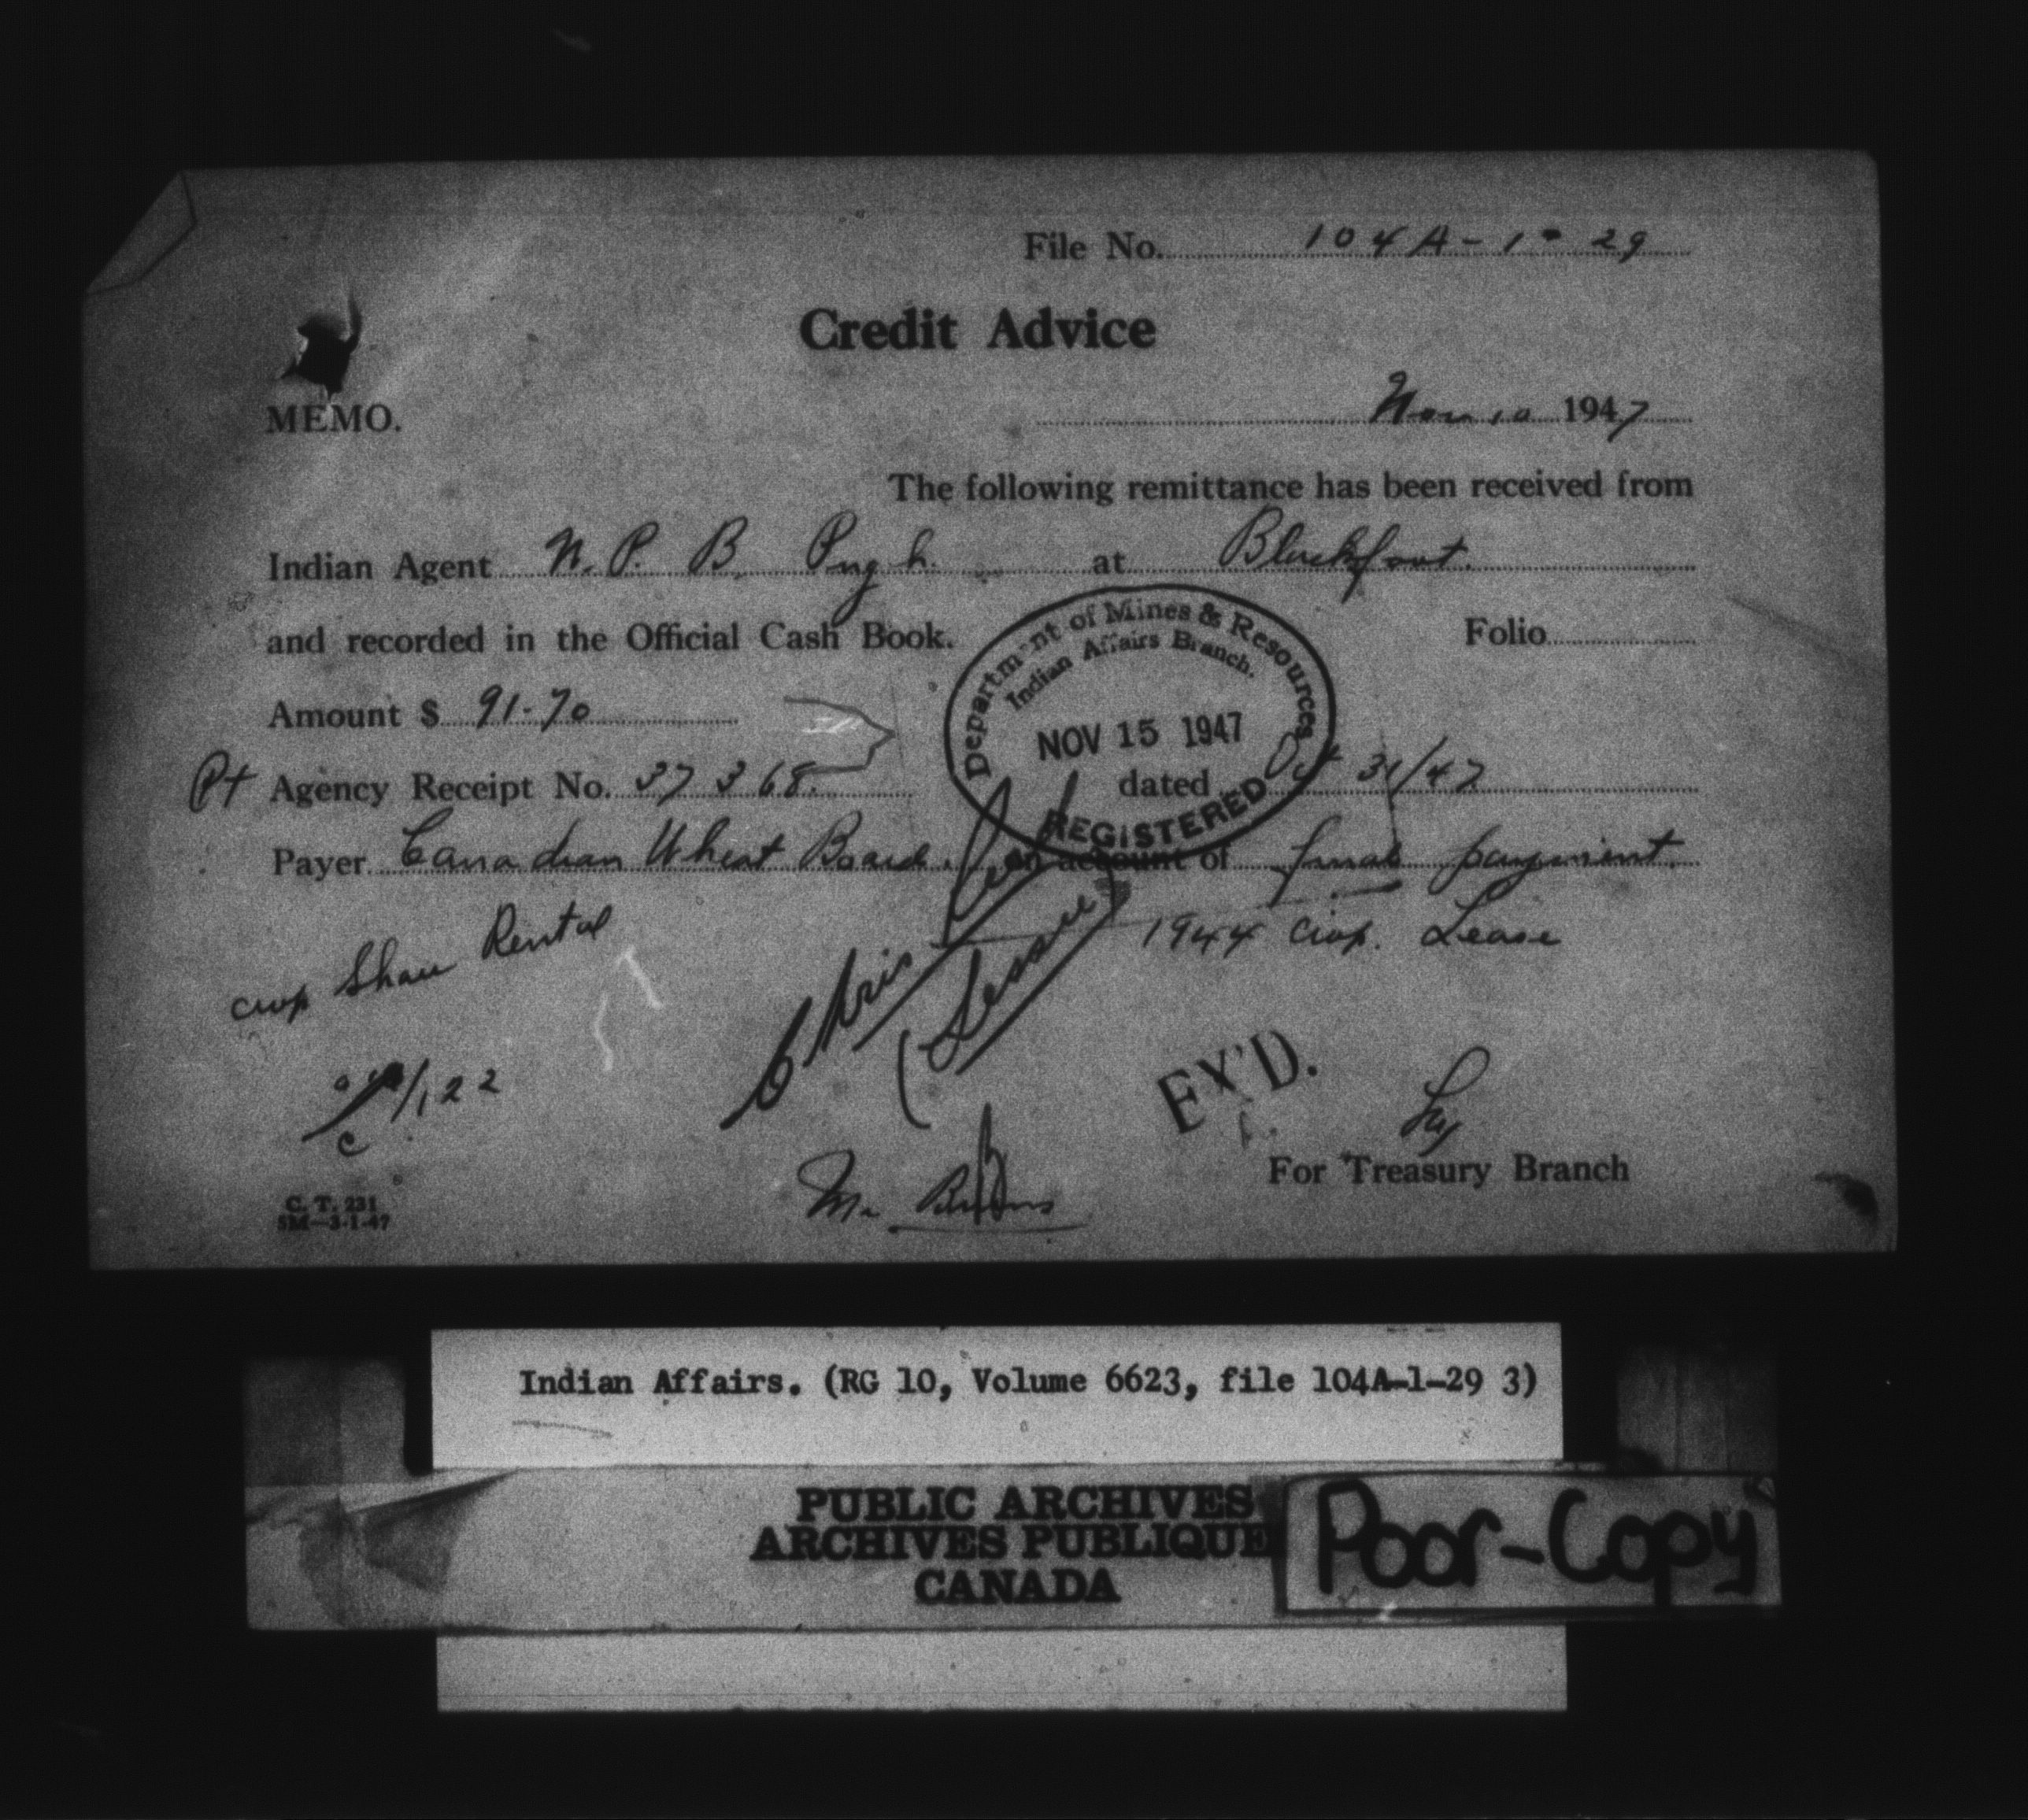 File No. 104A-1-29
Credit Advice
MEMO.
Nov 10 1947
The following remittance has been received from
Indian Agent W. P. B. Pugh at Blackfoot.
and recorded in the Official Cash Book. Folio
Department of Mines & Resources
Indian Affairs Branch.
NOV 15 1947
REGISTERED
Amount $ 91.70
Pt Agency Receipt No. 37368. dated Oct 31/47
Payer Canadian Wheat Board. on account of final payment.
1944 Crop. Lease
Crop Share Rental
Chris
(Lessee)
/122
EX'D.
Mr.
For Treasury Branch
C. T. 231
5M-3-1-47
Indian Affairs. (RG 10, Volume 6623, file 104A-1-29 3)
PUBLIC ARCHIVES
ARCHIVES PUBLIQUE
CANADA
Poor-Copy